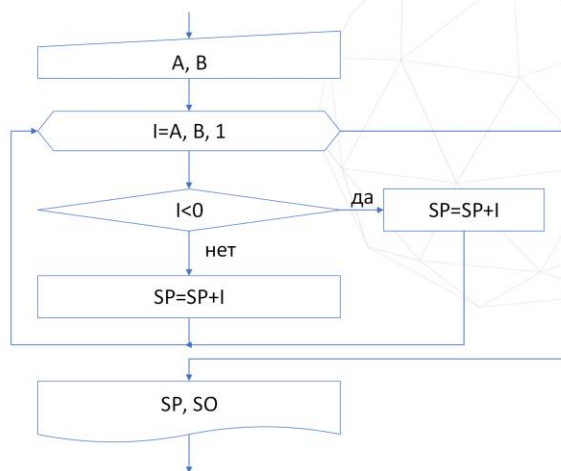 A, B
I=A, B, 1
I<0
да
SP=SP+I
нет
SP=SP+I
SP, SO